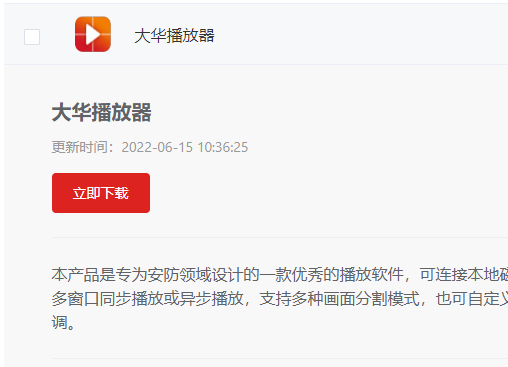 大华播放器
大华播放器
更新时间：2022-06-15 10:36:25
立即下载
本产品是专为安防领域设计的一款优秀的播放软件，可连接本地
多窗口同步播放或异步播放，支持多种画面分割模式，也可自定义
调。